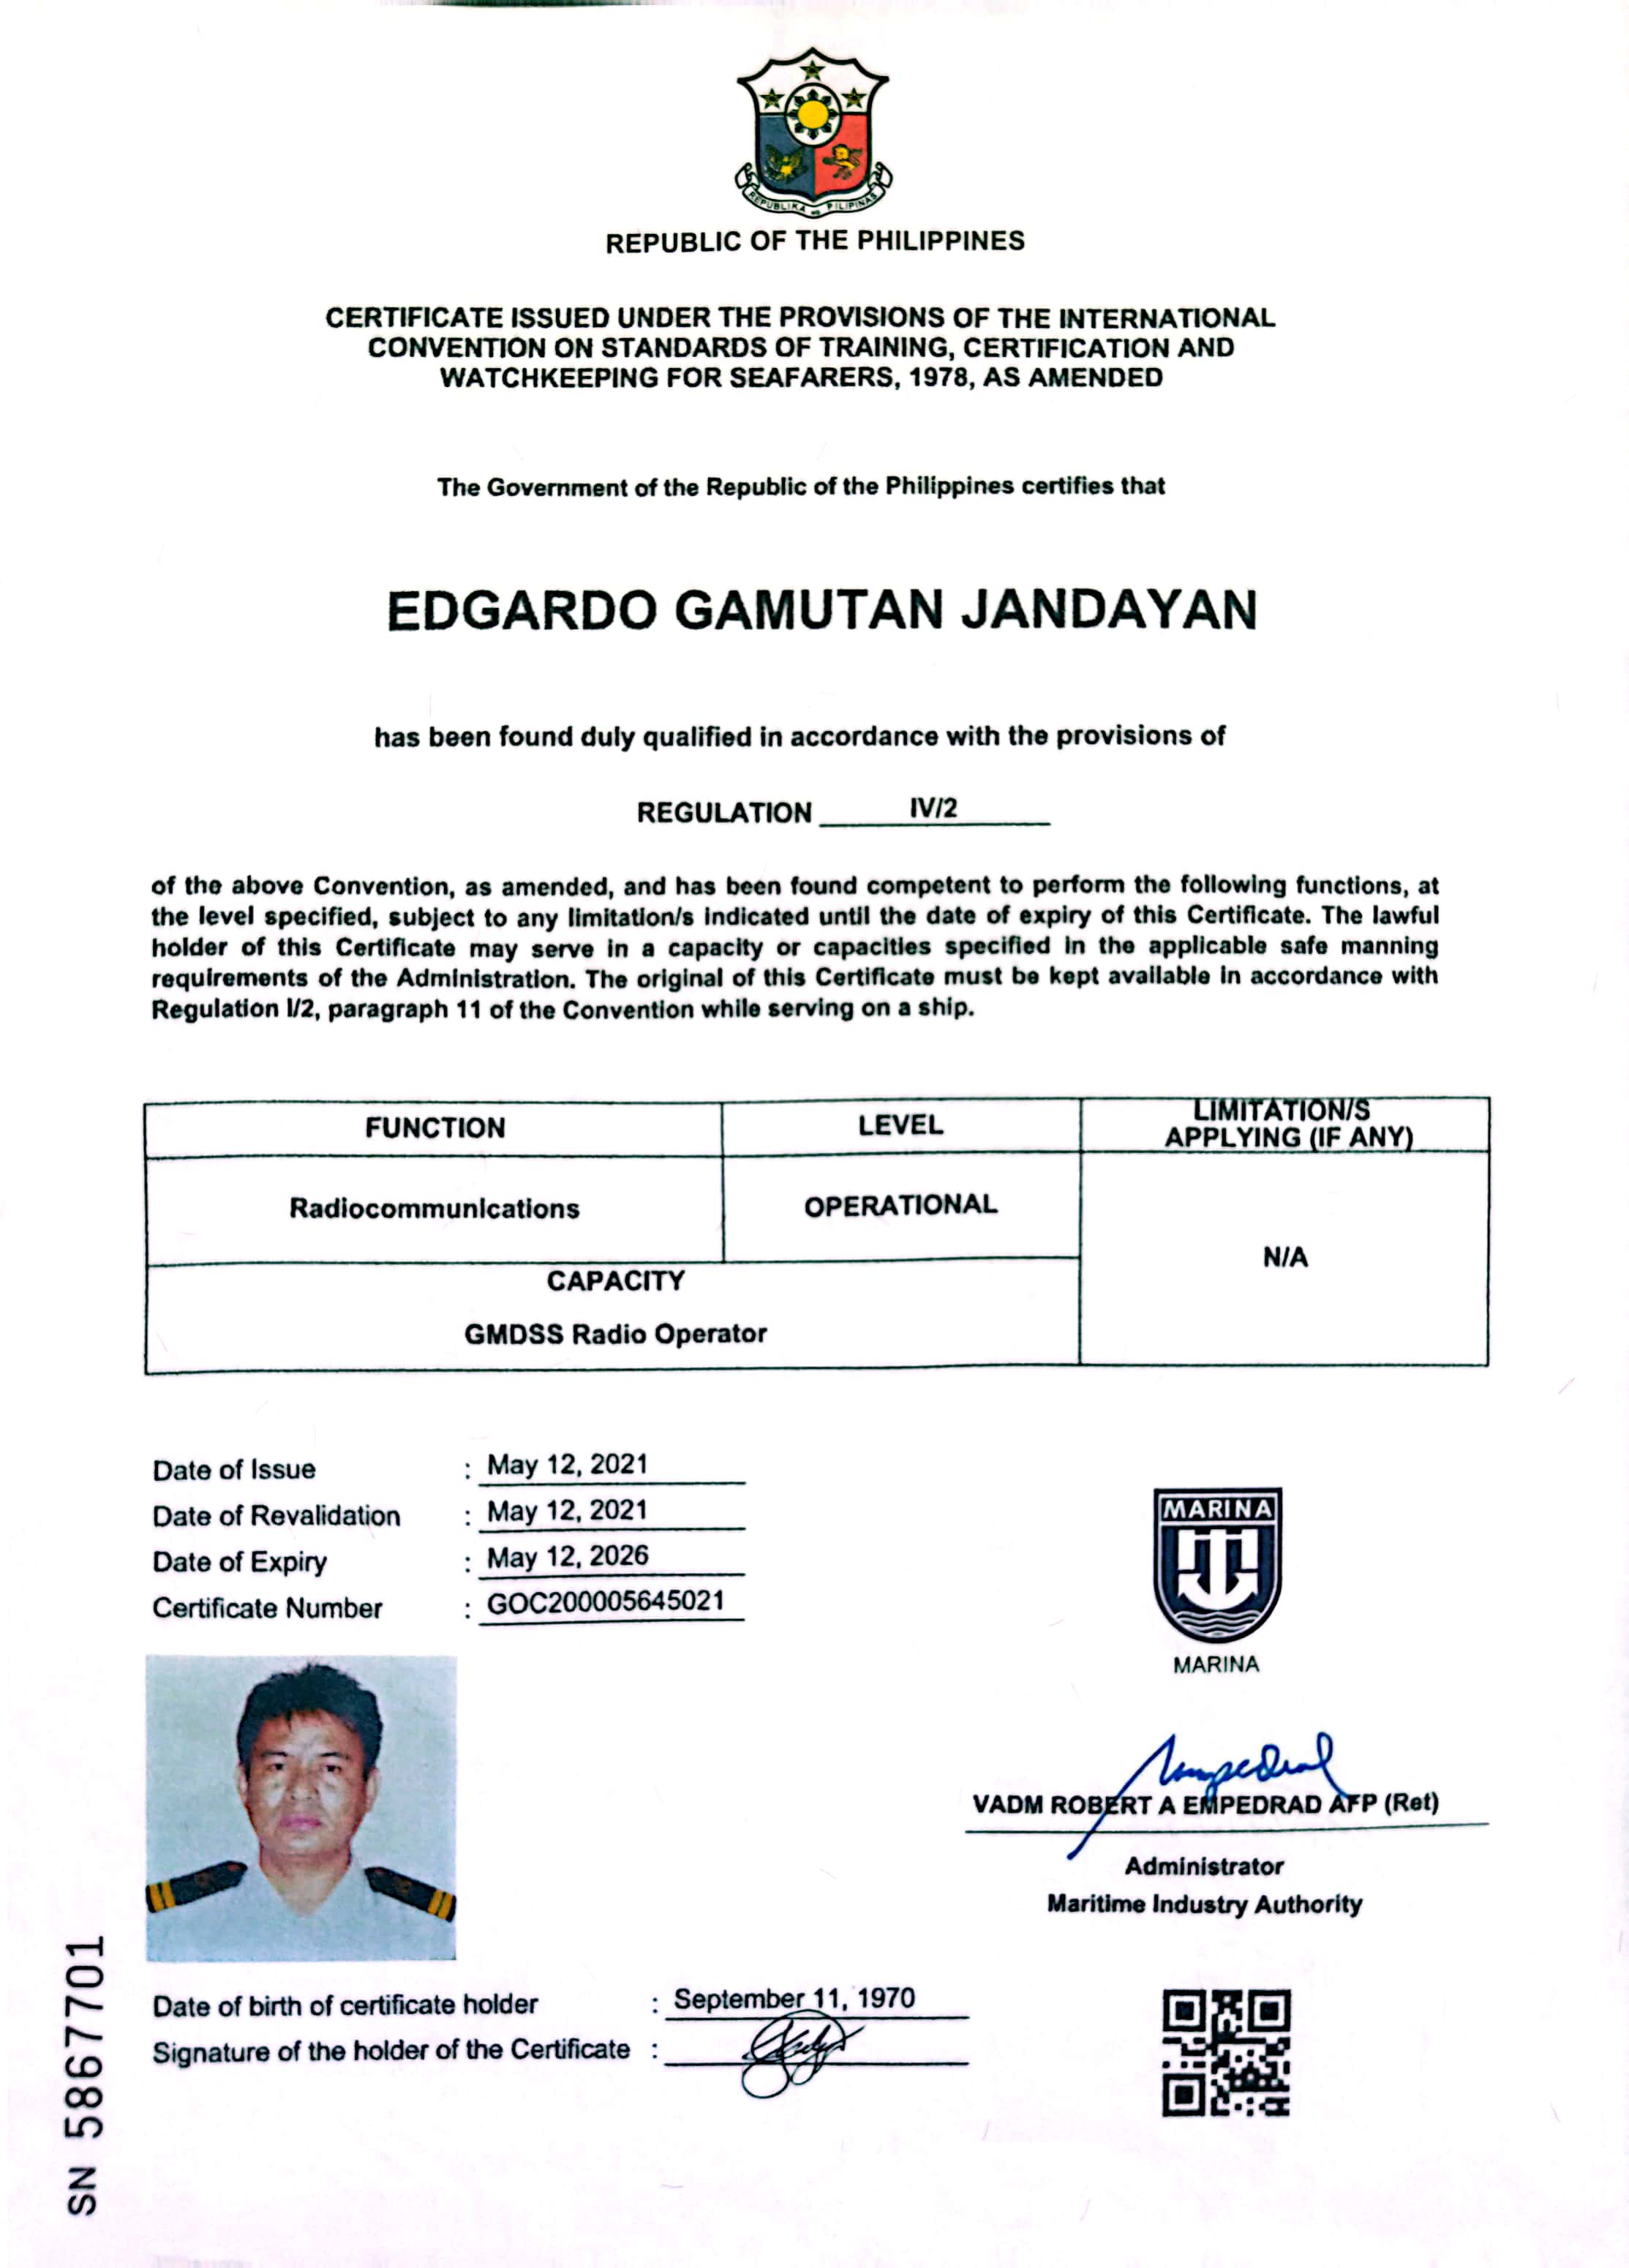 REPUBLIKA NG PILIPINAS
REPUBLIC OF THE PHILIPPINES
CERTIFICATE ISSUED UNDER THE PROVISIONS OF THE INTERNATIONAL
CONVENTION ON STANDARDS OF TRAINING, CERTIFICATION AND
WATCHKEEPING FOR SEAFARERS, 1978, AS AMENDED
The Government of the Republic of the Philippines certifies that
EDGARDO GAMUTAN JANDAYAN
has been found duly qualified in accordance with the provisions of
REGULATION IV/2
of the above Convention, as amended, and has been found competent to perform the following functions, at
the level specified, subject to any limitation/s indicated until the date of expiry of this Certificate. The lawful
holder of this Certificate may serve in a capacity or capacities specified in the applicable safe manning
requirements of the Administration. The original of this Certificate must be kept available in accordance with
Regulation I/2, paragraph 11 of the Convention while serving on a ship.
FUNCTION LEVEL LIMITATION/S
APPLYING (IF ANY)
Radiocommunications OPERATIONAL
N/A
CAPACITY
GMDSS Radio Operator
Date of Issue : May 12, 2021
Date of Revalidation : May 12, 2021
Date of Expiry : May 12, 2026
Certificate Number : GOC200005645021
MARINA
MARINA
VADM ROBERT A EMPEDRAD AFP (Ret)
Administrator
Maritime Industry Authority
Date of birth of certificate holder : September 11, 1970
Signature of the holder of the Certificate :
SN 5867701